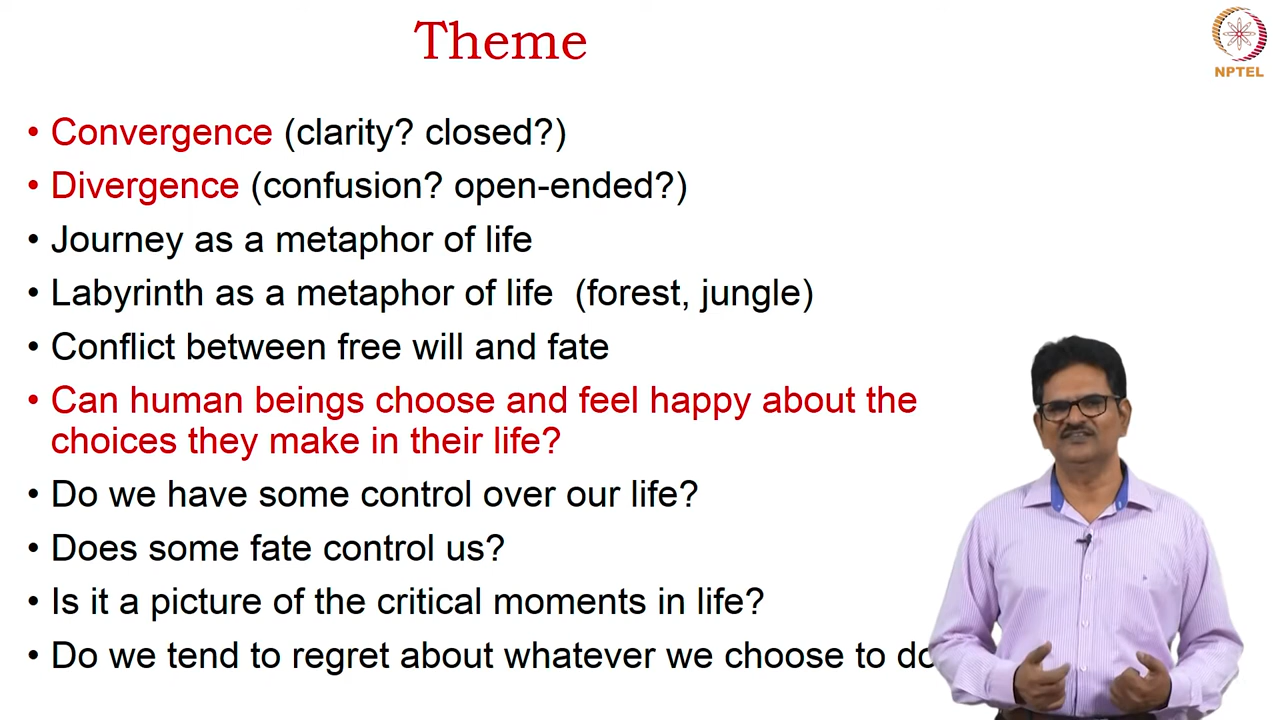 Theme
NPTEL
• Convergence (clarity? closed?)
• Divergence (confusion? open-ended?)
• Journey as a metaphor of life
• Labyrinth as a metaphor of life (forest, jungle)
• Conflict between free will and fate
• Can human beings choose and feel happy about the
choices they make in their life?
• Do we have some control over our life?
• Does some fate control us?
• Is it a picture of the critical moments in life?
• Do we tend to regret about whatever we choose to do